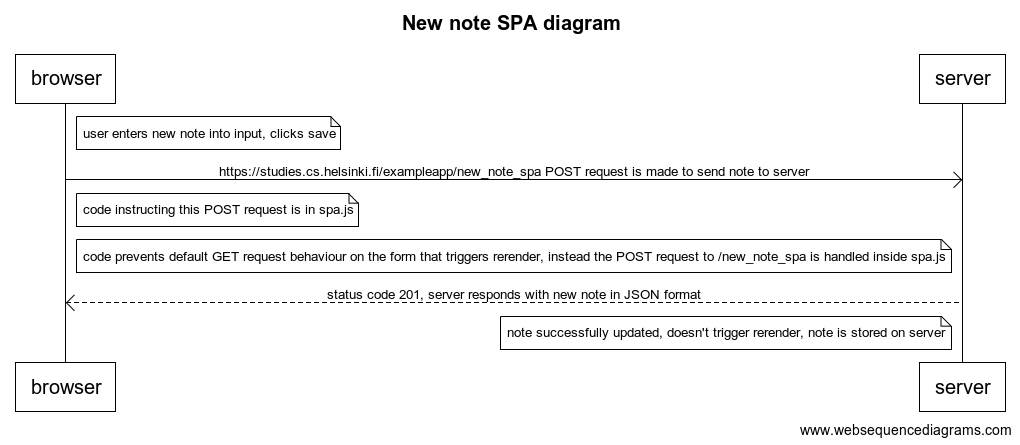 New note SPA diagram
browser
server
user enters new note into input, clicks save
https://studies.cs.helsinki.fi/exampleapp/new_note_spa POST request is made to send note to server
code instructing this POST request is in spa.js
code prevents default GET request behaviour on the form that triggers rerender, instead the POST request to /new_note_spa is handled inside spa.js
status code 201, server responds with new note in JSON format
note successfully updated, doesn't trigger rerender, note is stored on server
browser
server
www.websequencediagrams.com